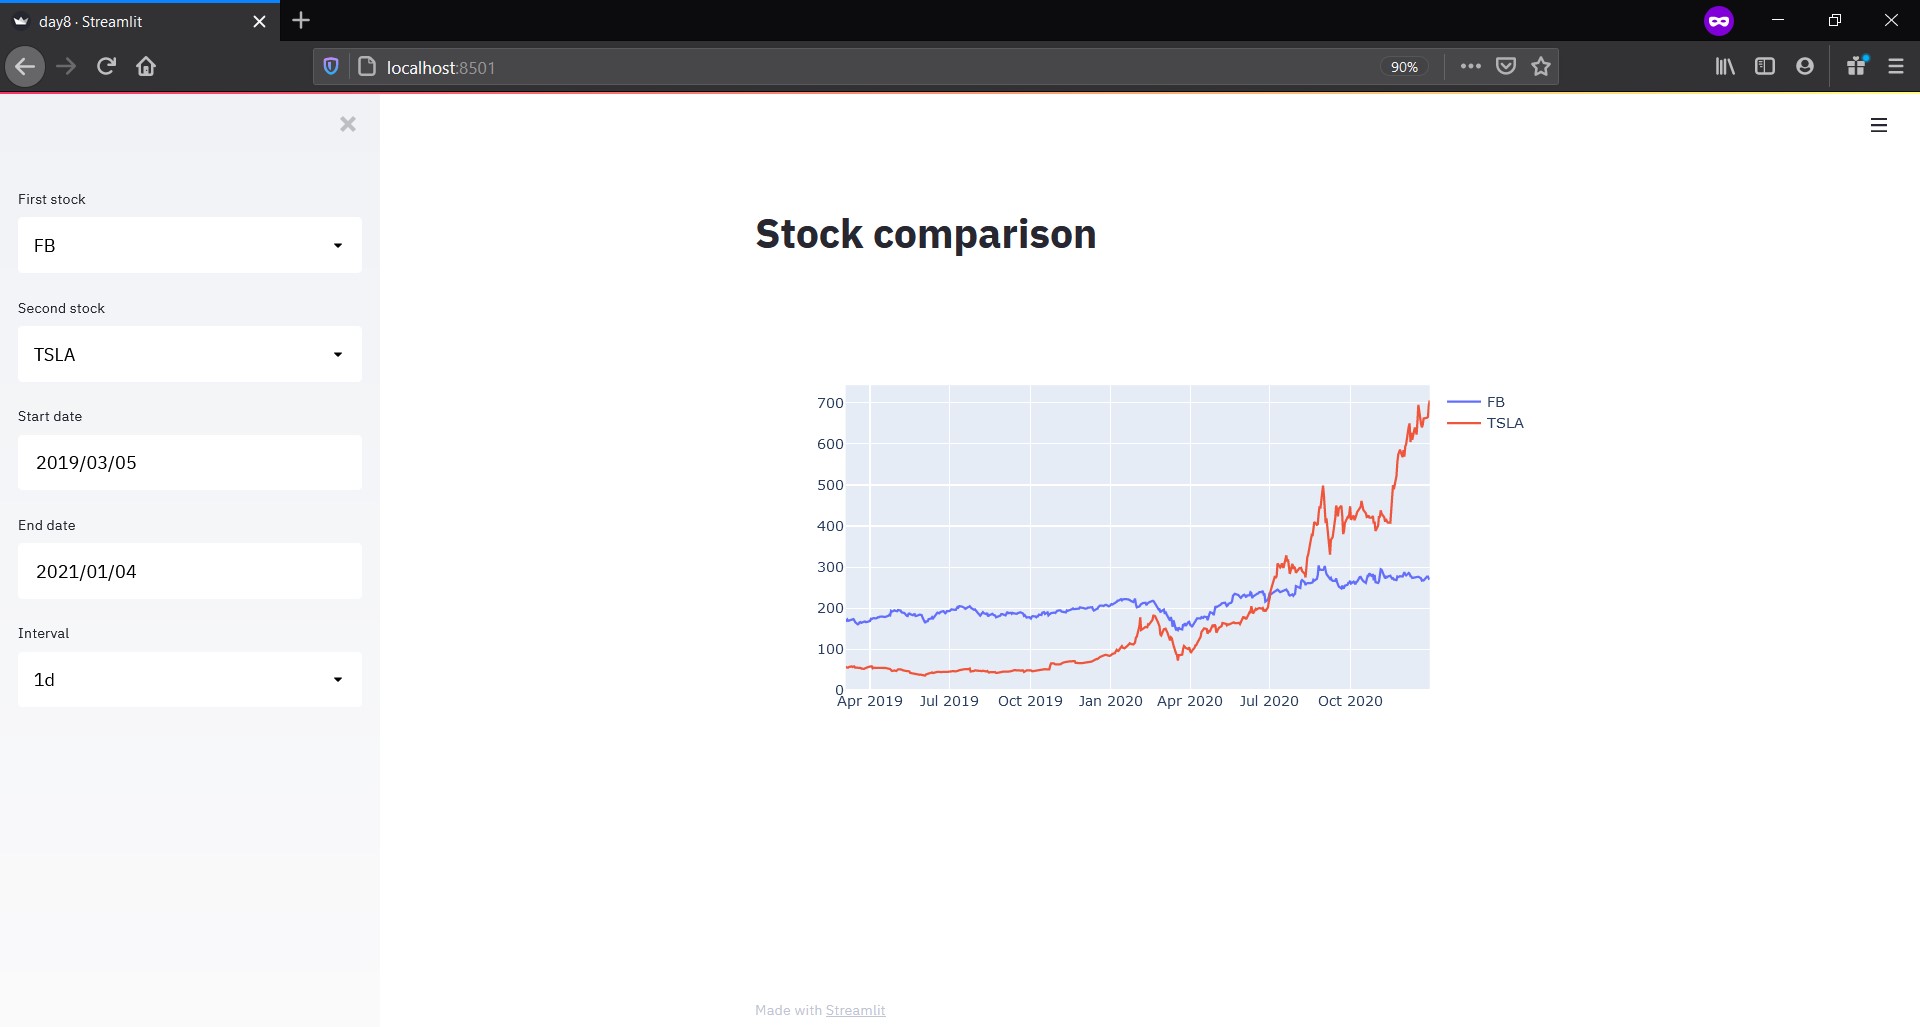 day8 · Streamlit
localhost:8501
90%
First stock
FB
Second stock
TSLA
Start date
2019/03/05
End date
2021/01/04
Interval
1d
Stock comparison
700
600
500
400
300
200
100
0
Apr 2019 Jul 2019 Oct 2019 Jan 2020 Apr 2020 Jul 2020 Oct 2020
FB
TSLA
Made with Streamlit